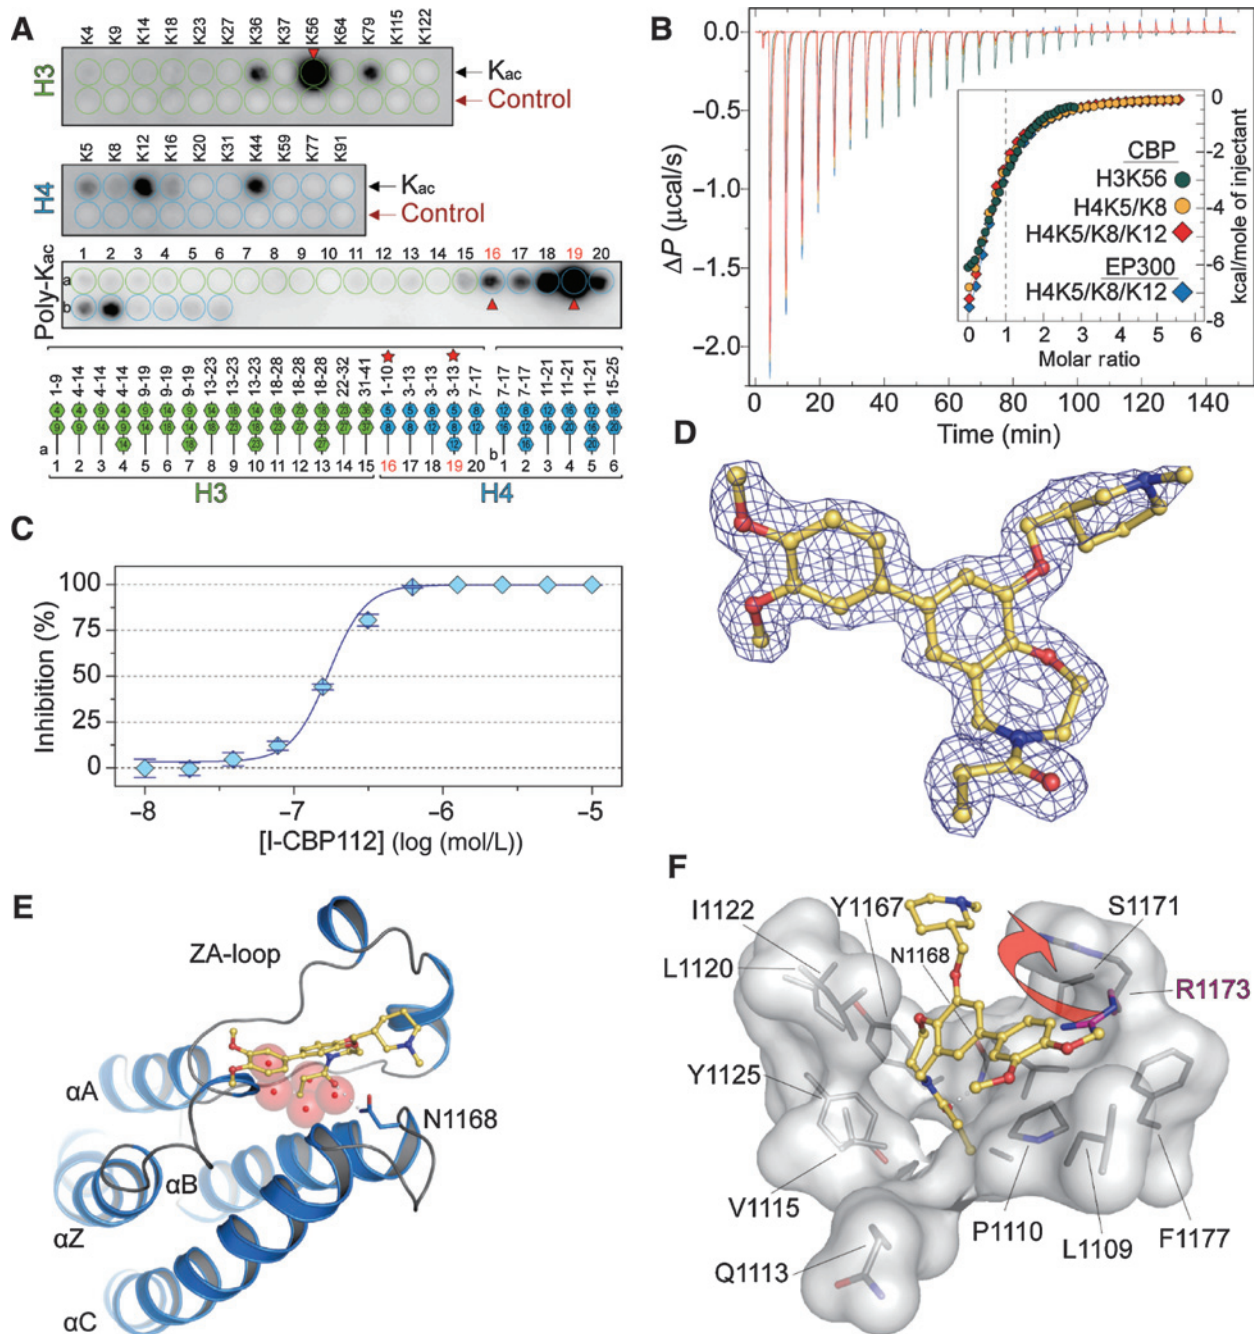 A
K4 K9 K14 K18 K23 K27 K36 K37 K56 K64 K79 K115 K122
H3
Kac
Control
K5 K8 K12 K16 K20 K31 K44 K59 K77 K91
H4
Kac
Control
Poly-Kac
1 2 3 4 5 6 7 8 9 10 11 12 13 14 15 16 17 18 19 20
a
b
1-9 4-14 4-14 4-14 9-19 9-19 9-19 13-23 13-23 18-28 18-28 18-28 22-32 31-41 1-10 3-13 3-13 3-13 7-17 7-17 7-17 11-21 11-21 11-21 15-25
a
1 2 3 4 5 6 7 8 9 10 11 12 13 14 15 16 17 18 19 20
b
1 2 3 4 5 6
H3
H4
B
ΔP (μcal/s)
0.0
−0.5
−1.0
−1.5
−2.0
0 20 40 60 80 100 120 140
Time (min)
CBP
H3K56
H4K5/K8
H4K5/K8/K12
EP300
H4K5/K8/K12
0
−2
−4
−6
−8
kcal/mole of injectant
0 1 2 3 4 5 6
Molar ratio
C
Inhibition (%)
100
75
50
25
0
−8 −7 −6 −5
[I-CBP112] (log (mol/L))
D
E
ZA-loop
αA
N1168
αB
αZ
αC
F
Y1167
S1171
I1122
N1168
L1120
R1173
Y1125
V1115
P1110
L1109
F1177
Q1113